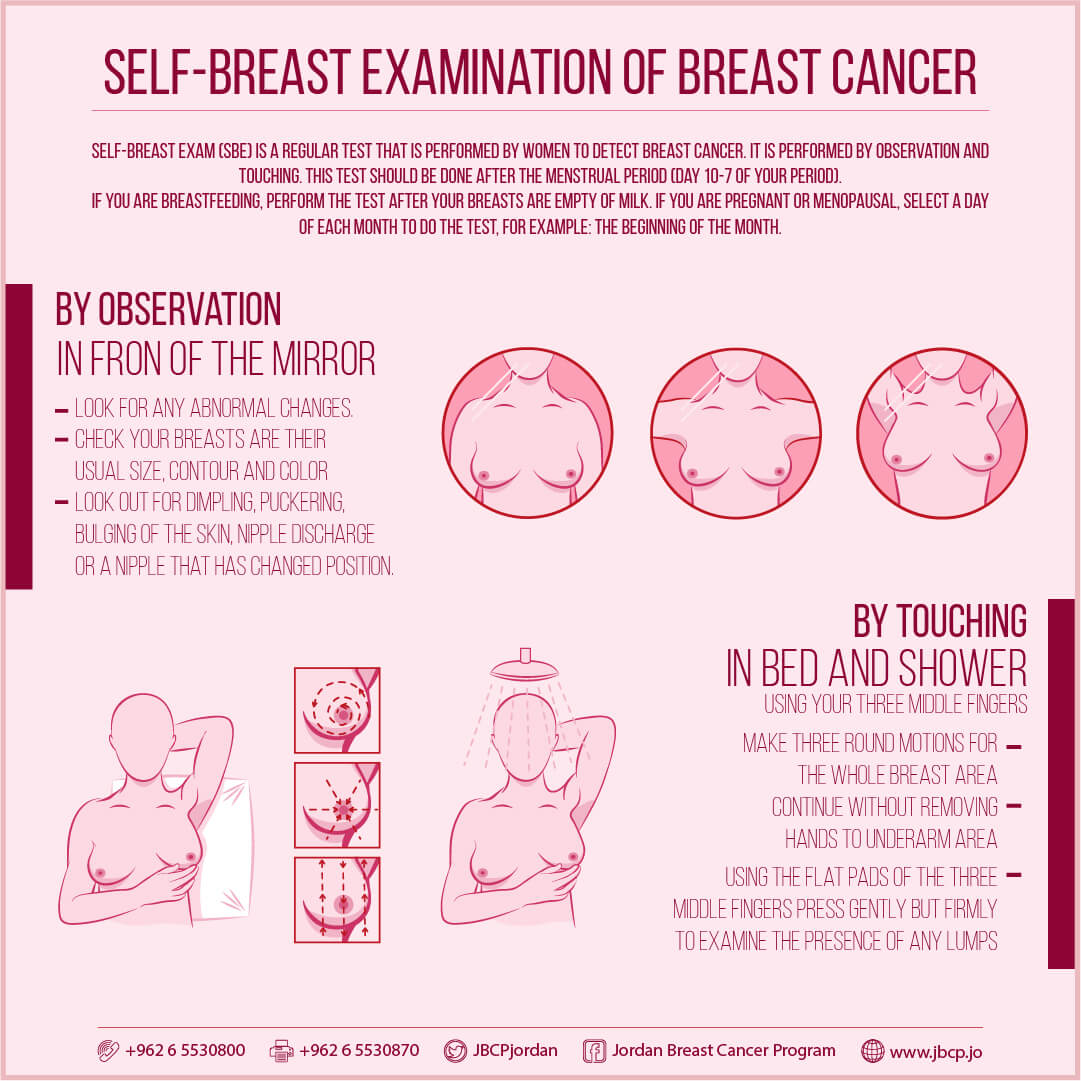 SELF-BREAST EXAMINATION OF BREAST CANCER
SELF-BREAST EXAM (SBE) IS A REGULAR TEST THAT IS PERFORMED BY WOMEN TO DETECT BREAST CANCER. IT IS PERFORMED BY OBSERVATION AND
TOUCHING. THIS TEST SHOULD BE DONE AFTER THE MENSTRUAL PERIOD (DAY 10-7 OF YOUR PERIOD).
IF YOU ARE BREASTFEEDING, PERFORM THE TEST AFTER YOUR BREASTS ARE EMPTY OF MILK. IF YOU ARE PREGNANT OR MENOPAUSAL, SELECT A DAY
OF EACH MONTH TO DO THE TEST, FOR EXAMPLE: THE BEGINNING OF THE MONTH.
BY OBSERVATION
IN FRON OF THE MIRROR
– LOOK FOR ANY ABNORMAL CHANGES.
– CHECK YOUR BREASTS ARE THEIR
USUAL SIZE, CONTOUR AND COLOR
– LOOK OUT FOR DIMPLING, PUCKERING,
BULGING OF THE SKIN, NIPPLE DISCHARGE
OR A NIPPLE THAT HAS CHANGED POSITION.
BY TOUCHING
IN BED AND SHOWER
USING YOUR THREE MIDDLE FINGERS
MAKE THREE ROUND MOTIONS FOR –
THE WHOLE BREAST AREA
CONTINUE WITHOUT REMOVING –
HANDS TO UNDERARM AREA
USING THE FLAT PADS OF THE THREE –
MIDDLE FINGERS PRESS GENTLY BUT FIRMLY
TO EXAMINE THE PRESENCE OF ANY LUMPS
+962 6 5530800 +962 6 5530870 JBCPjordan Jordan Breast Cancer Program www.jbcp.jo